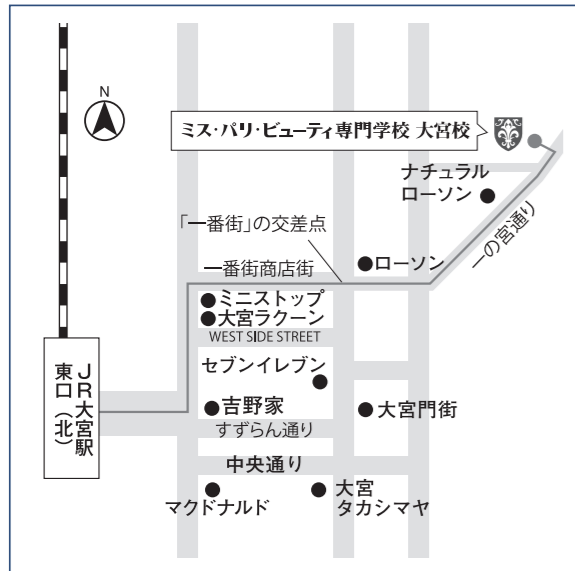 N
ミス・パリ・ビューティ専門学校 大宮校
ナチュラル
ローソン
一の宮通り
「一番街」の交差点
ローソン
一番街商店街
ミニストップ
大宮ラクーン
WEST SIDE STREET
セブンイレブン
JR大宮駅
東口（北）
吉野家
大宮門街
すずらん通り
中央通り
マクドナルド
大宮
タカシマヤ